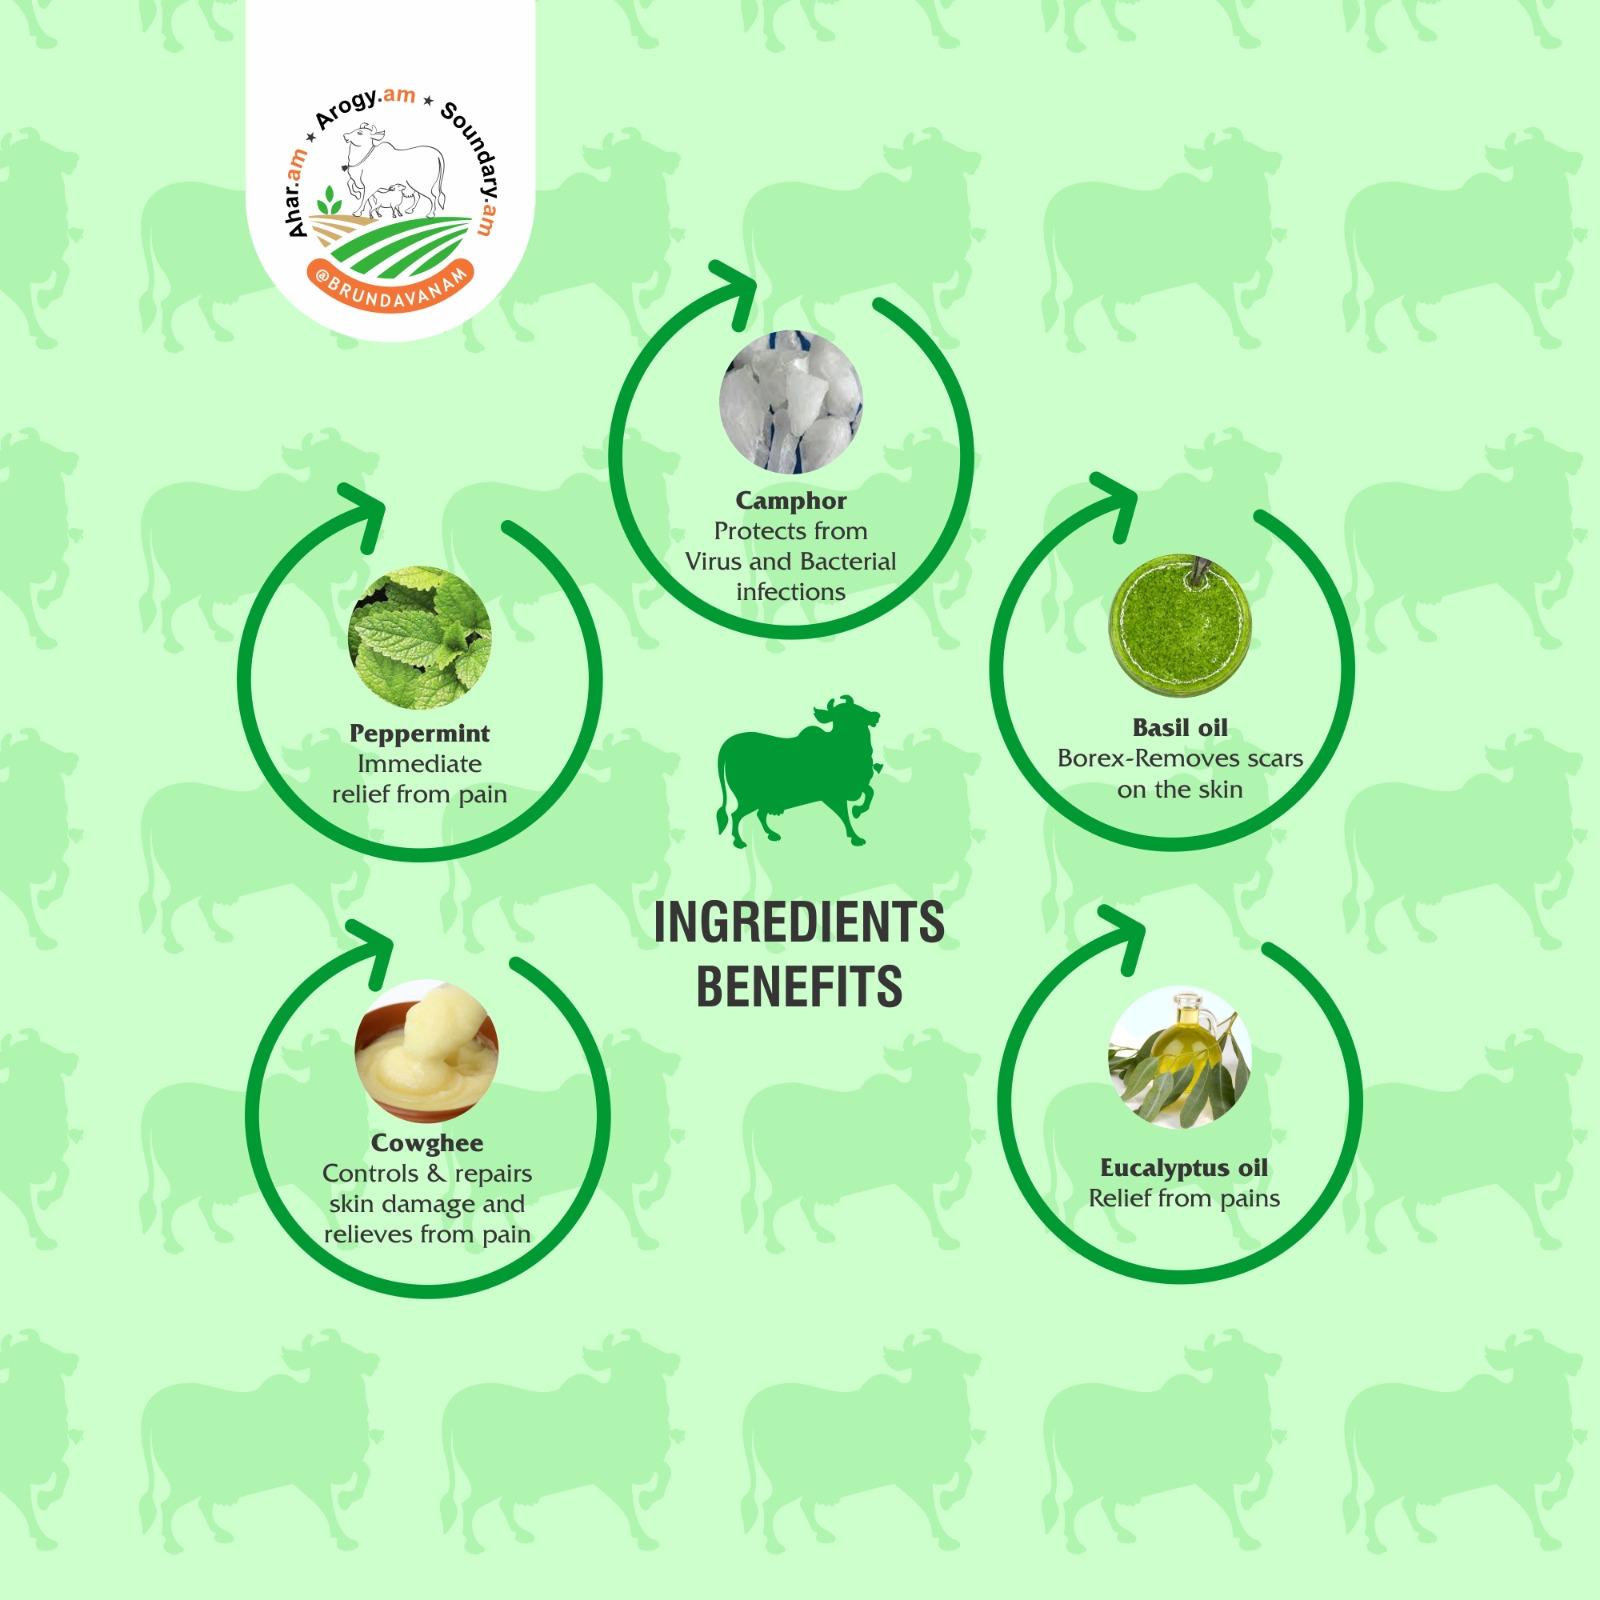 Ahar.am ★ Arogy.am ★ Soundary.am
@BRUNDAVANAM
Camphor
Protects from
Virus and Bacterial
infections
Peppermint
Immediate
relief from pain
Basil oil
Borex-Removes scars
on the skin
INGREDIENTS
BENEFITS
Cowghee
Controls & repairs
skin damage and
relieves from pain
Eucalyptus oil
Relief from pains